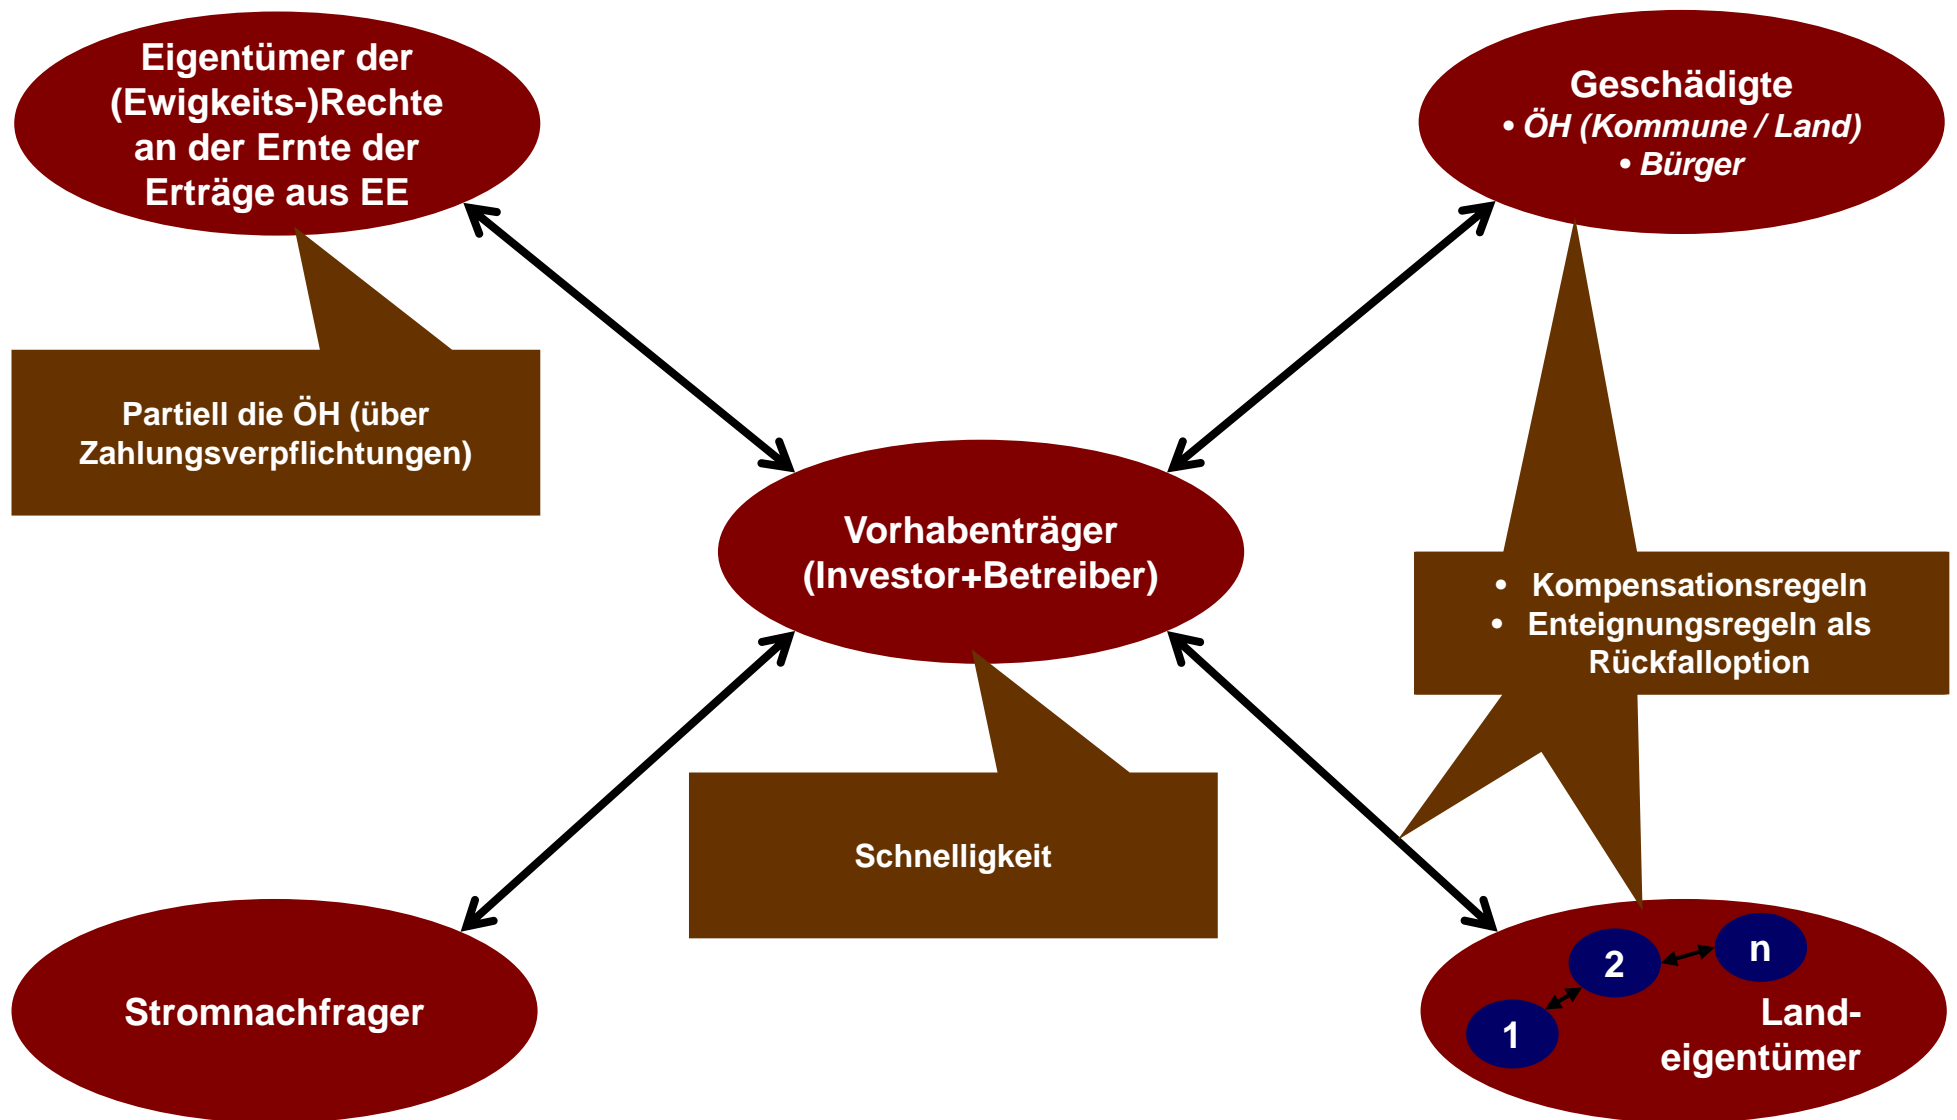 Eigentümer der
(Ewigkeits-)Rechte
an der Ernte der
Erträge aus EE
Geschädigte
• ÖH (Kommune / Land)
• Bürger
Partiell die ÖH (über
Zahlungsverpflichtungen)
Vorhabenträger
(Investor+Betreiber)
• Kompensationsregeln
• Enteignungsregeln als
Rückfalloption
Schnelligkeit
Stromnachfrager
1
2
n
Land-
eigentümer